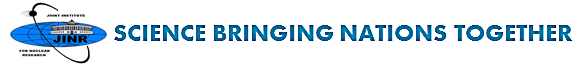 JOINT INSTITUTE
JINR
FOR NUCLEAR
RESEARCH
SCIENCE BRINGING NATIONS TOGETHER